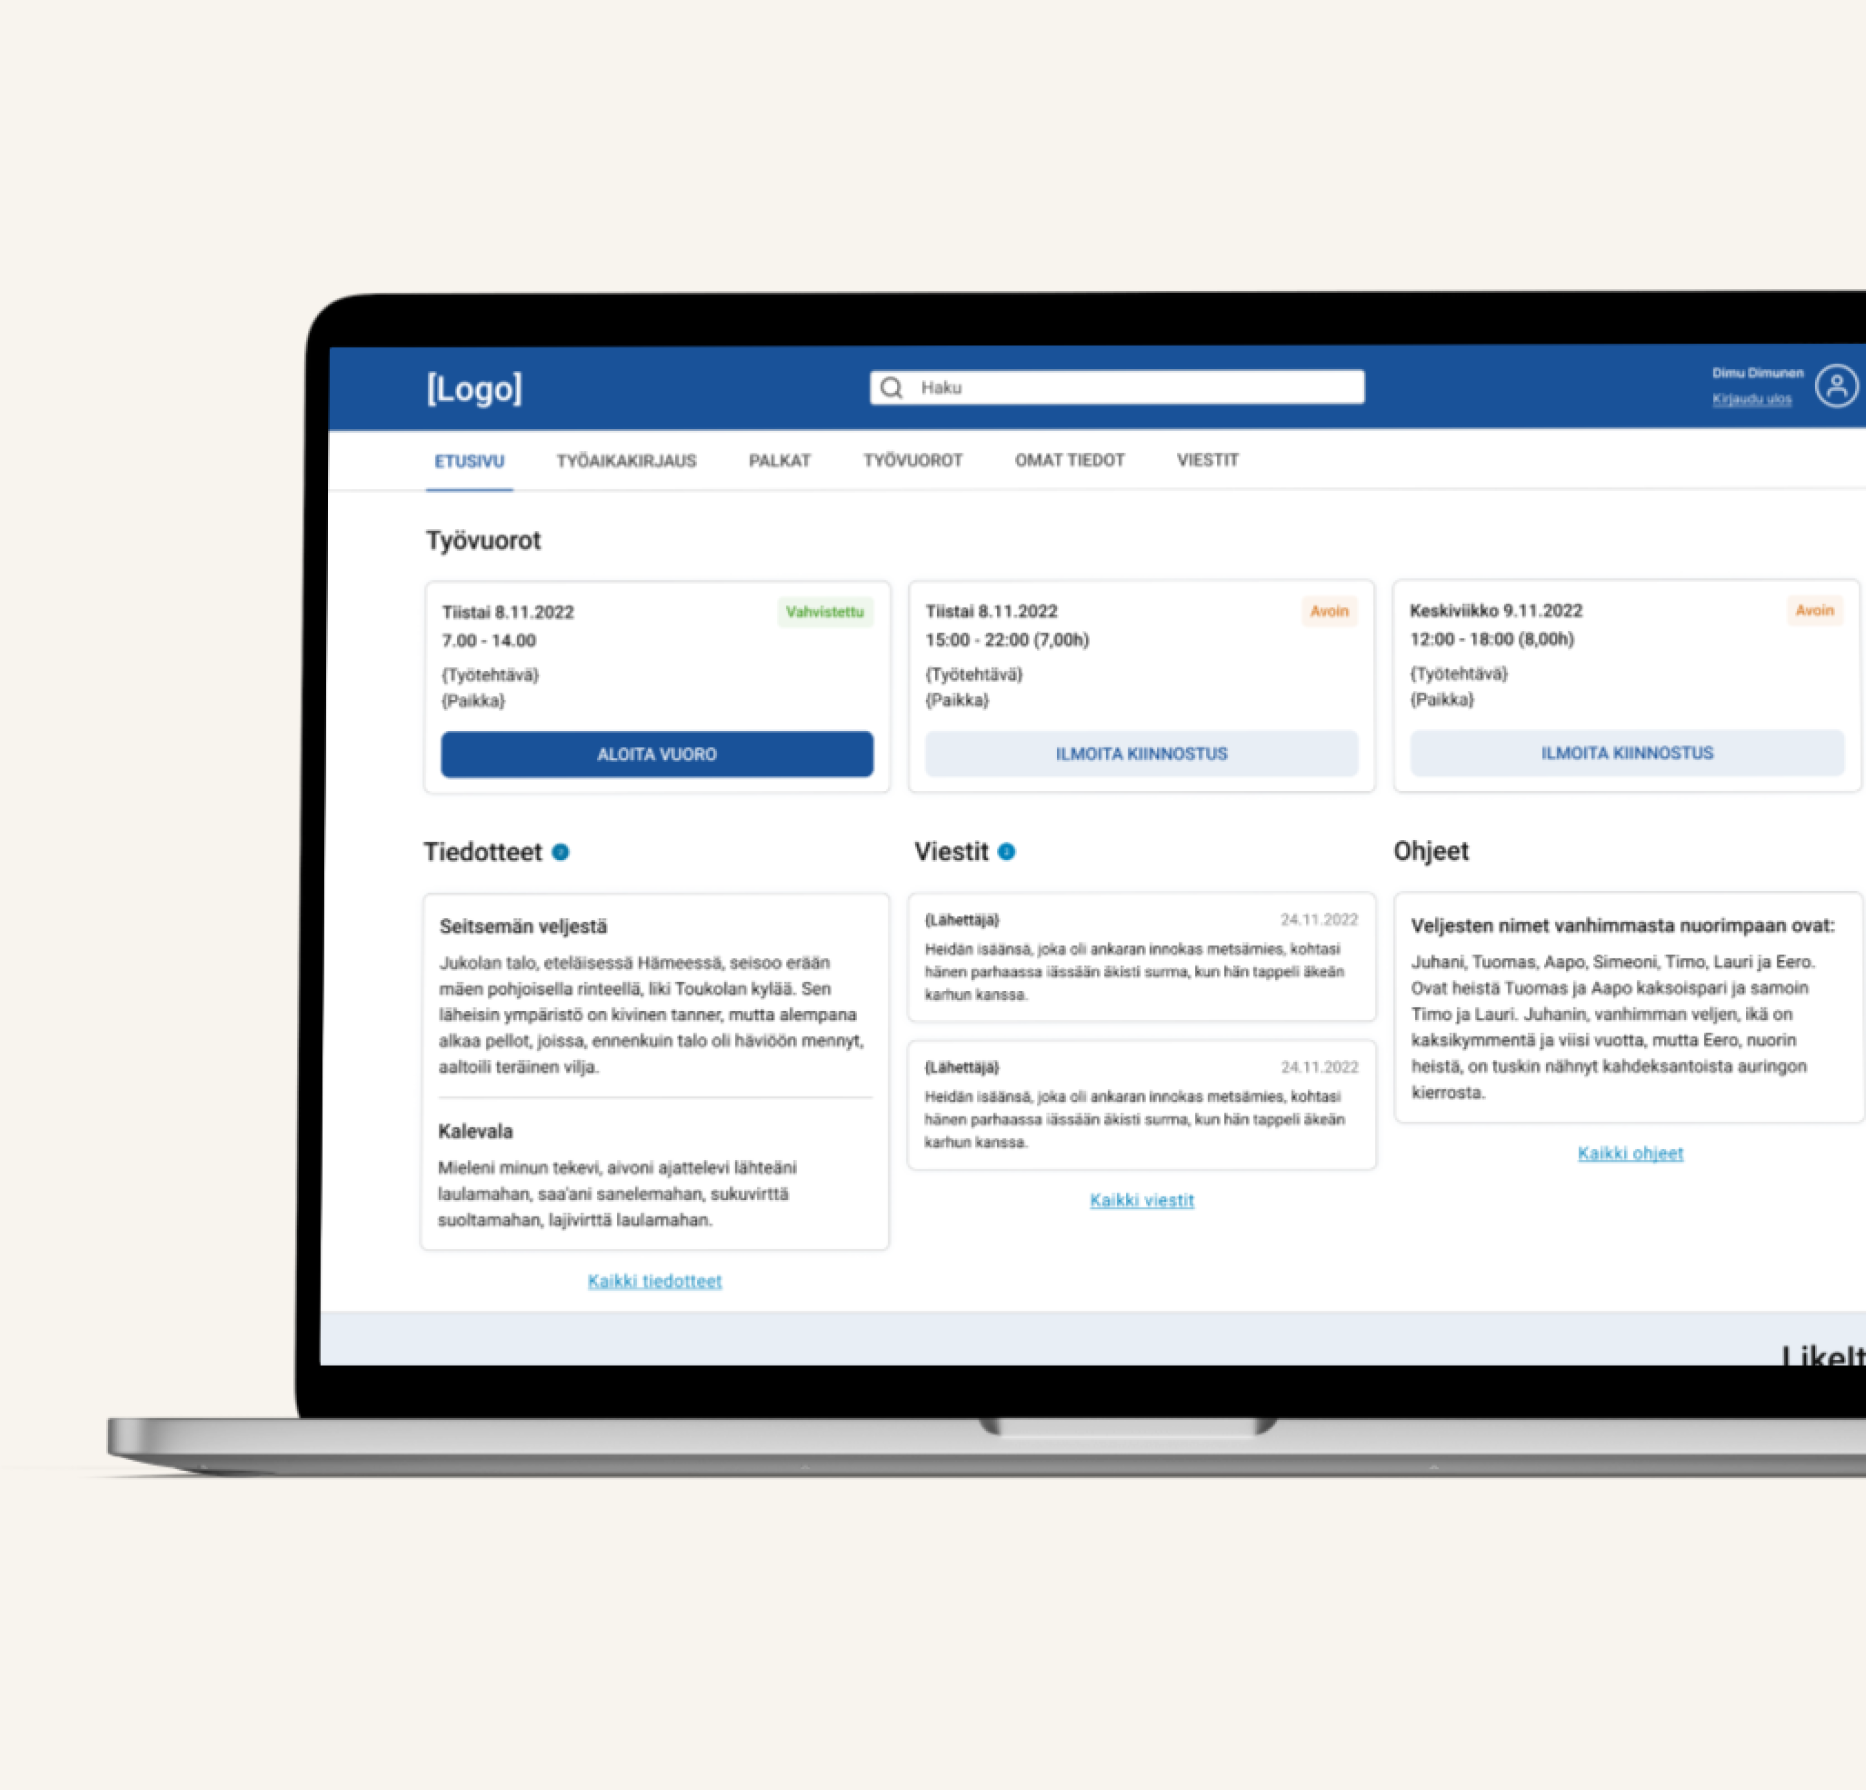 [Logo]
Haku
Dimu Dimunen
Kirjaudu ulos
ETUSIVU TYÖAIKAKIRJAUS PALKAT TYÖVUOROT OMAT TIEDOT VIESTIT
Työvuorot
Tiistai 8.11.2022 Vahvistettu
7.00 - 14.00
{Työtehtävä}
{Paikka}
ALOITA VUORO
Tiistai 8.11.2022 Avoin
15:00 - 22:00 (7,00h)
{Työtehtävä}
{Paikka}
ILMOITA KIINNOSTUS
Keskiviikko 9.11.2022 Avoin
12:00 - 18:00 (8,00h)
{Työtehtävä}
{Paikka}
ILMOITA KIINNOSTUS
Tiedotteet
Seitsemän veljestä
Jukolan talo, eteläisessä Hämeessä, seisoo erään
mäen pohjoisella rinteellä, liki Toukolan kylää. Sen
läheisin ympäristö on kivinen tanner, mutta alempana
alkaa pellot, joissa, ennenkuin talo oli häviöön mennyt,
aaltoili teräinen vilja.
Kalevala
Mieleni minun tekevi, aivoni ajattelevi lähteäni
laulamahan, saa'ani sanelemahan, sukuvirttä
suoltamahan, lajivirttä laulamahan.
Kaikki tiedotteet
Viestit
{Lähettäjä} 24.11.2022
Heidän isäänsä, joka oli ankaran innokas metsämies, kohtasi
hänen parhaassa iässään äkisti surma, kun hän tappeli äkeän
karhun kanssa.
{Lähettäjä} 24.11.2022
Heidän isäänsä, joka oli ankaran innokas metsämies, kohtasi
hänen parhaassa iässään äkisti surma, kun hän tappeli äkeän
karhun kanssa.
Kaikki viestit
Ohjeet
Veljesten nimet vanhimmasta nuorimpaan ovat:
Juhani, Tuomas, Aapo, Simeoni, Timo, Lauri ja Eero.
Ovat heistä Tuomas ja Aapo kaksoispari ja samoin
Timo ja Lauri. Juhanin, vanhimman veljen, ikä on
kaksikymmentä ja viisi vuotta, mutta Eero, nuorin
heistä, on tuskin nähnyt kahdeksantoista auringon
kierrosta.
Kaikki ohjeet
LikeIt